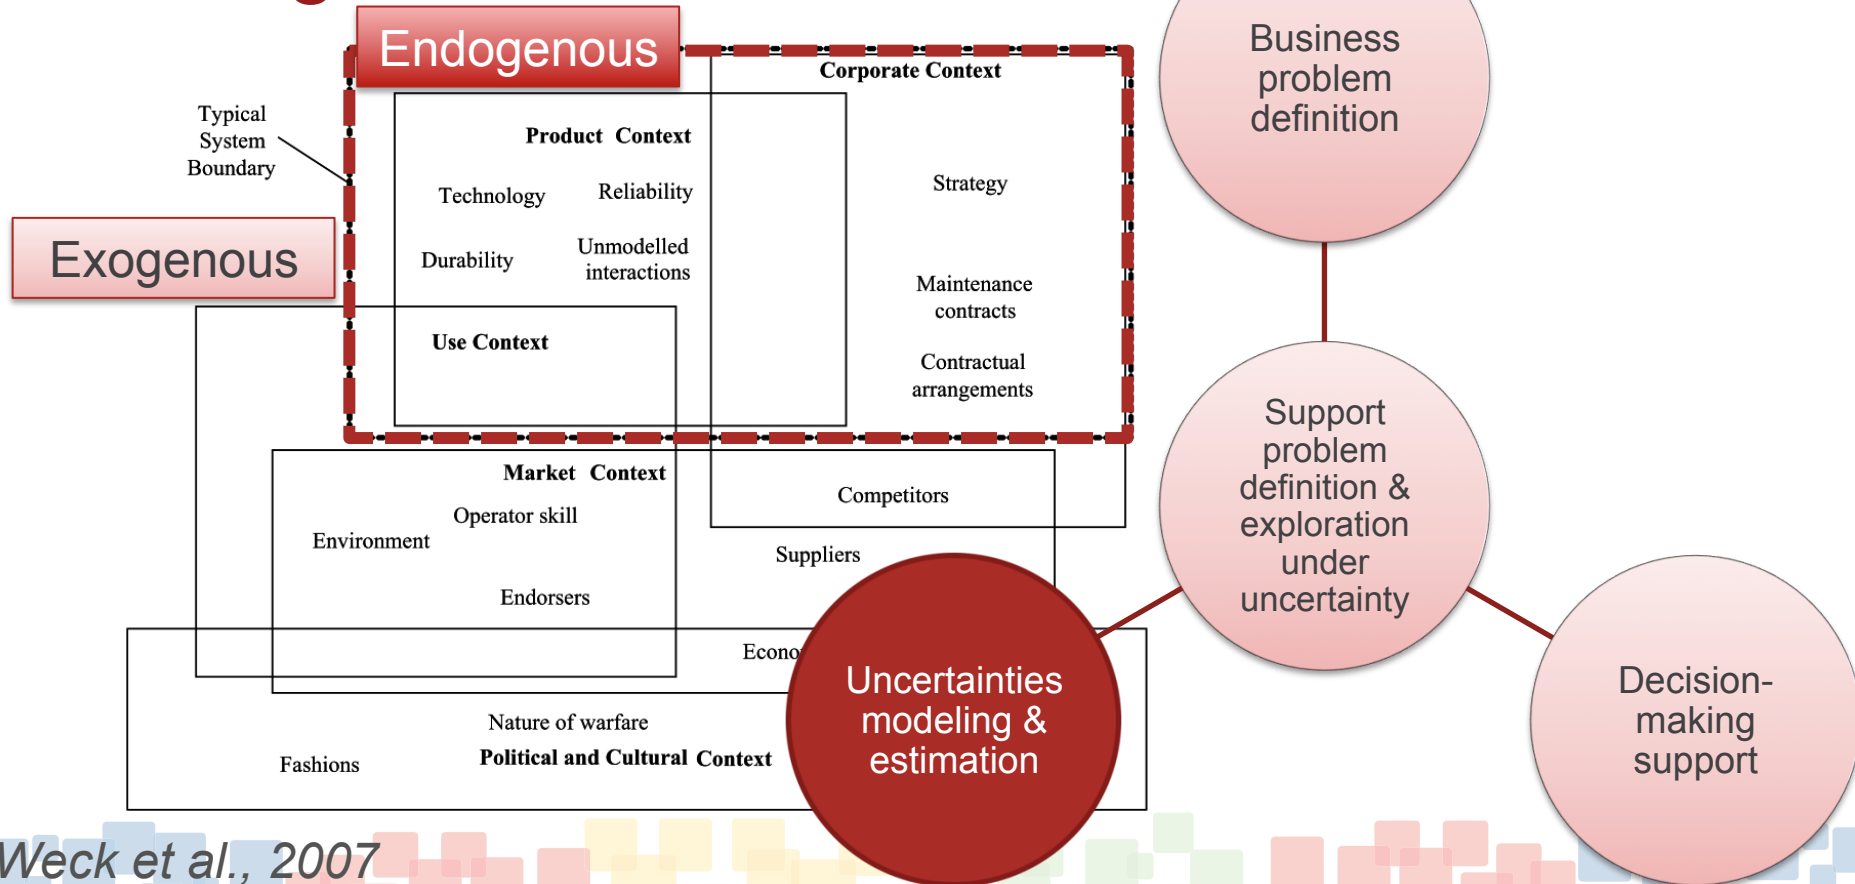 Endogenous
Corporate Context
Typical
System
Boundary
Product Context
Technology
Reliability
Strategy
Exogenous
Durability
Unmodelled
interactions
Maintenance
contracts
Use Context
Contractual
arrangements
Market Context
Operator skill
Competitors
Environment
Suppliers
Endorsers
Econo
Nature of warfare
Political and Cultural Context
Fashions
Business
problem
definition
Support
problem
definition &
exploration
under
uncertainty
Uncertainties
modeling &
estimation
Decision-
making
support
Weck et al., 2007